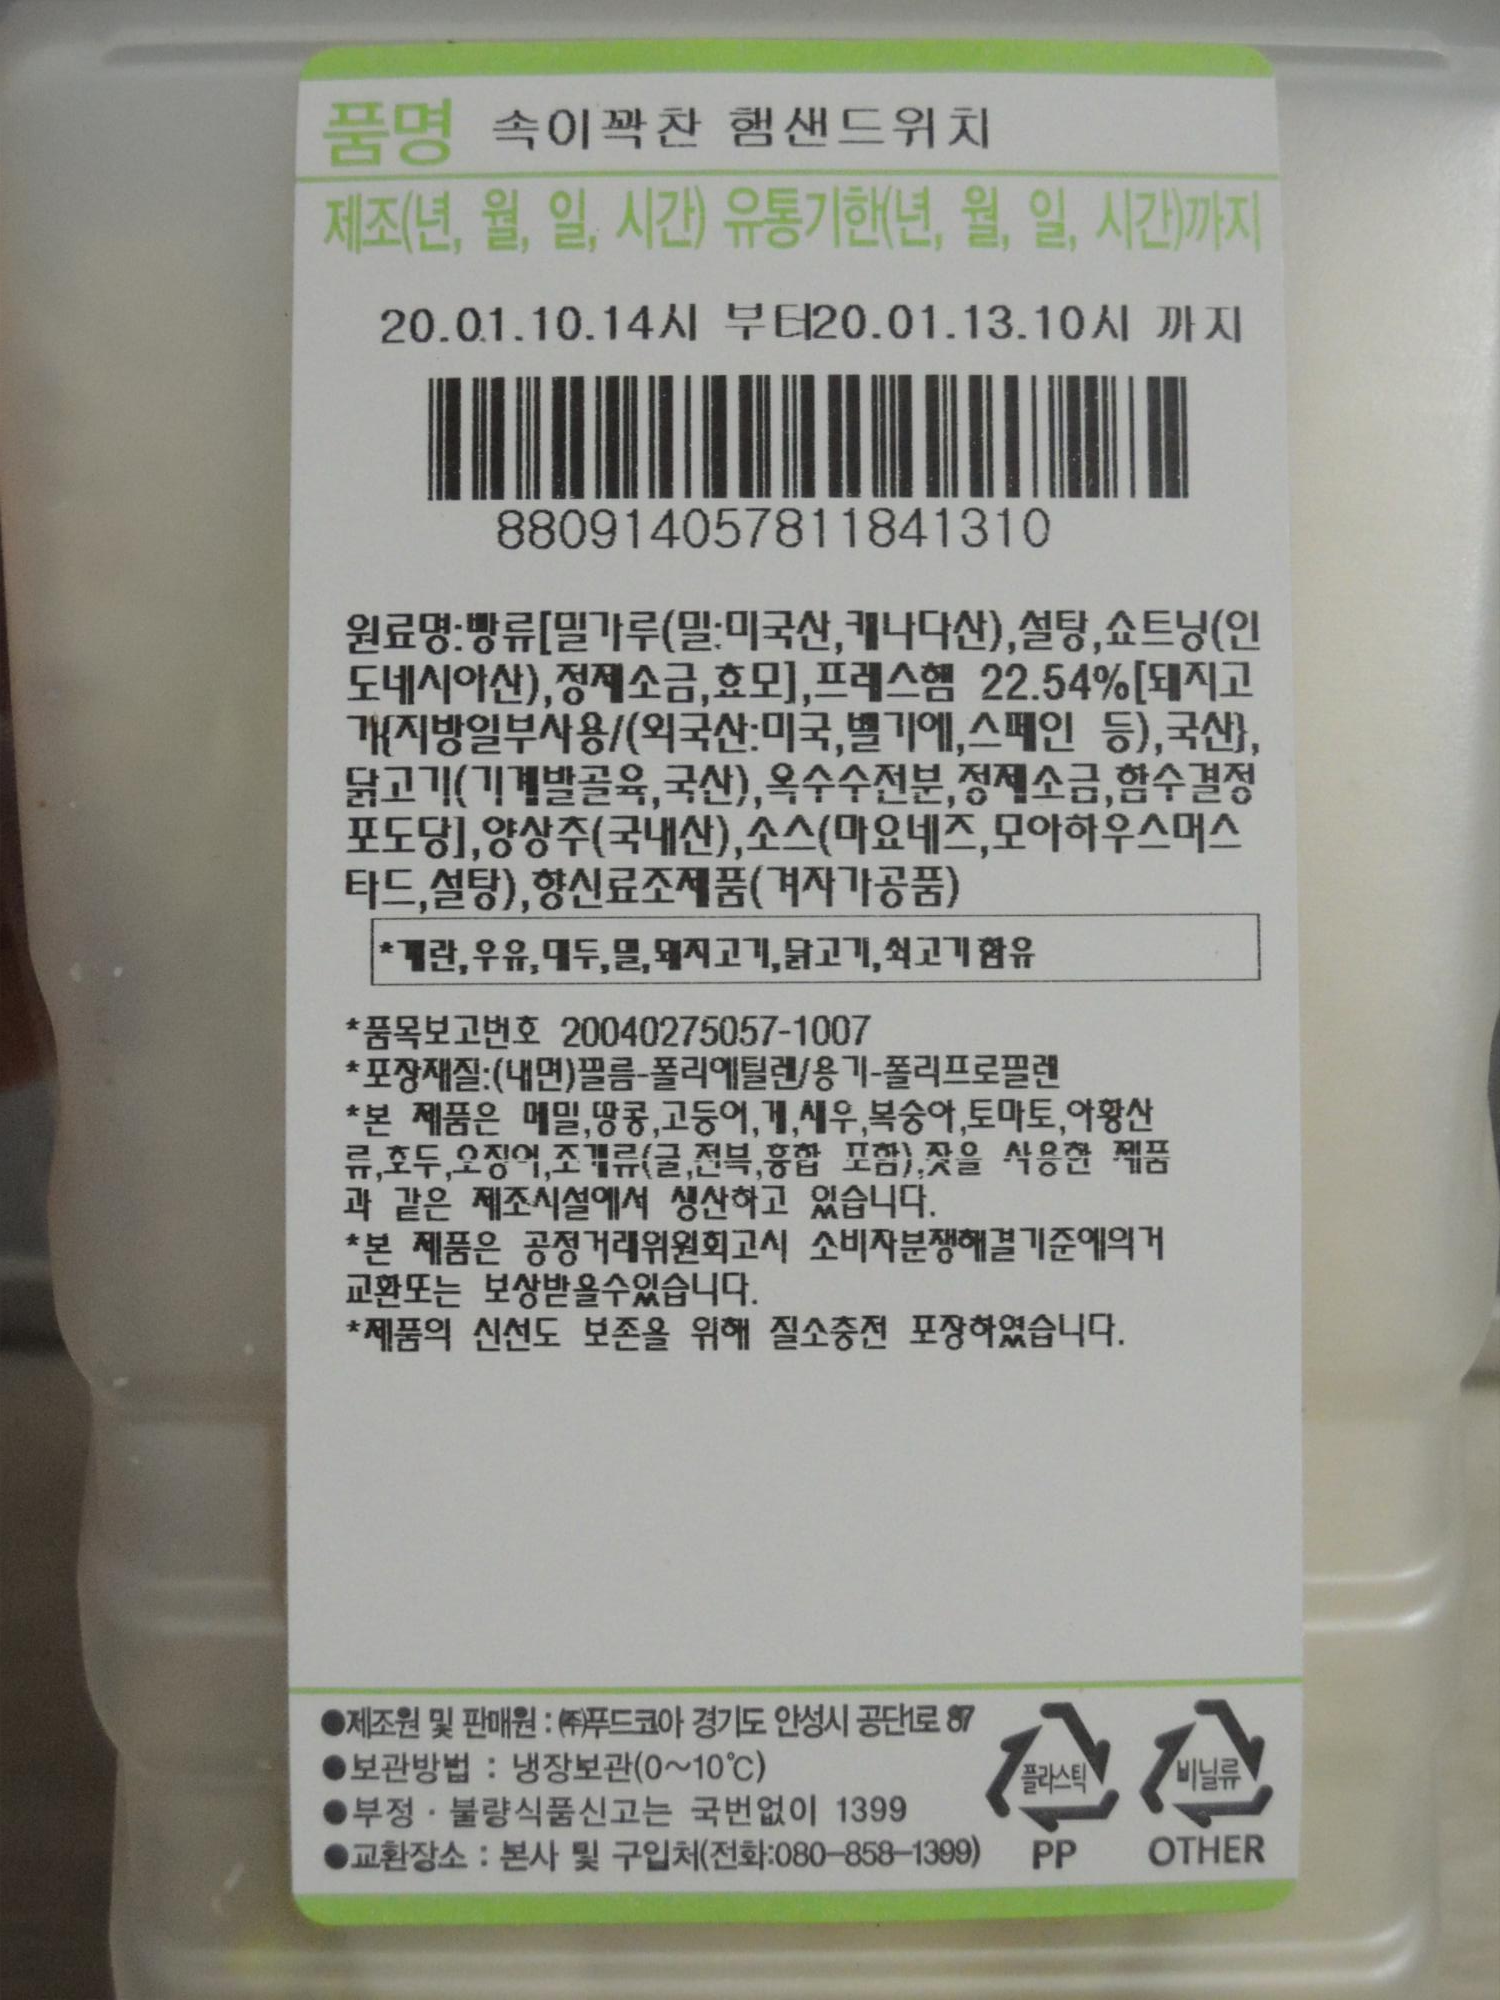 품명 속이꽉찬 햄샌드위치
제조(년, 월, 일, 시간) 유통기한(년, 월, 일, 시간)까지
20.01.10.14시 부터20.01.13.10시 까지
880914057811841310
원료명:빵류[밀가루(밀:미국산,캐나다산),설탕,쇼트닝(인
도네시아산),정제소금,효모],프레스햄 22.54%[돼지고
기{지방일부사용/(외국산:미국,벨기에,스페인 등),국산},
닭고기(기계발골육,국산),옥수수전분,정제소금,함수결정
포도당],양상추(국내산),소스(마요네즈,모아하우스머스
타드,설탕),향신료조제품(겨자가공품)
*계란,우유,대두,밀,돼지고기,닭고기,쇠고기함유
*품목보고번호 20040275057-1007
*포장재질:(내면)필름-폴리에틸렌/용기-폴리프로필렌
*본 제품은 메밀,땅콩,고등어,게,새우,복숭아,토마토,아황산
류,호두,오징어,조개류(굴,전복,홍합 포함),잣을 사용한 제품
과 같은 제조시설에서 생산하고 있습니다.
*본 제품은 공정거래위원회고시 소비자분쟁해결기준에의거
교환또는 보상받을수있습니다.
*제품의 신선도 보존을 위해 질소충전 포장하였습니다.
●제조원 및 판매원 : ㈜푸드코아 경기도 안성시 공단1로 87
●보관방법 : 냉장보관(0~10℃)
●부정 · 불량식품신고는 국번없이 1399
●교환장소 : 본사 및 구입처(전화:080-858-1399)
플라스틱
PP
비닐류
OTHER